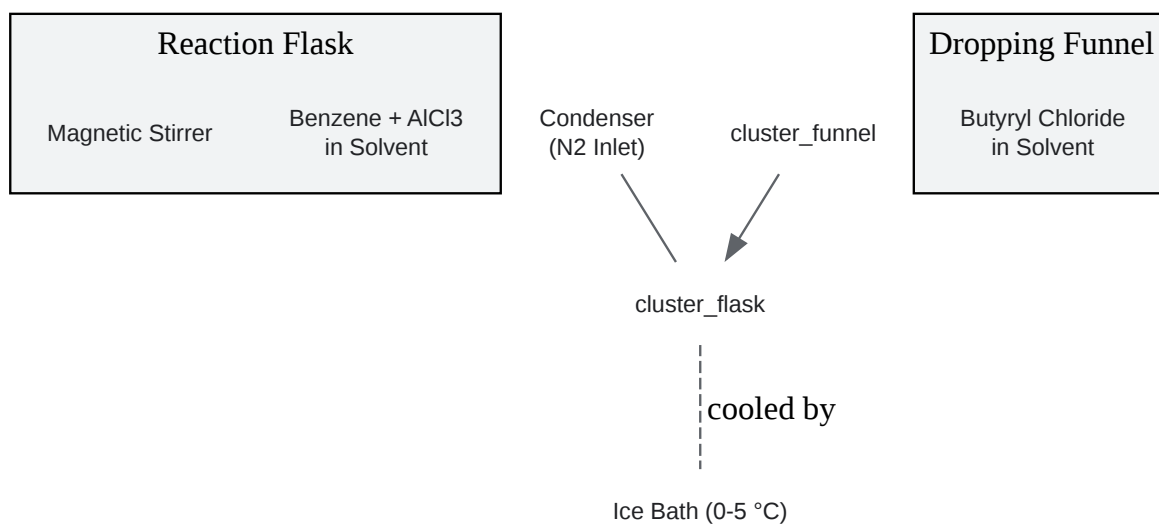 Reaction Flask
Dropping Funnel
Magnetic Stirrer
Benzene + AlCl3
in Solvent
Condenser
(N2 Inlet)
cluster_funnel
Butyryl Chloride
in Solvent
cluster_flask
cooled by
Ice Bath (0-5 °C)